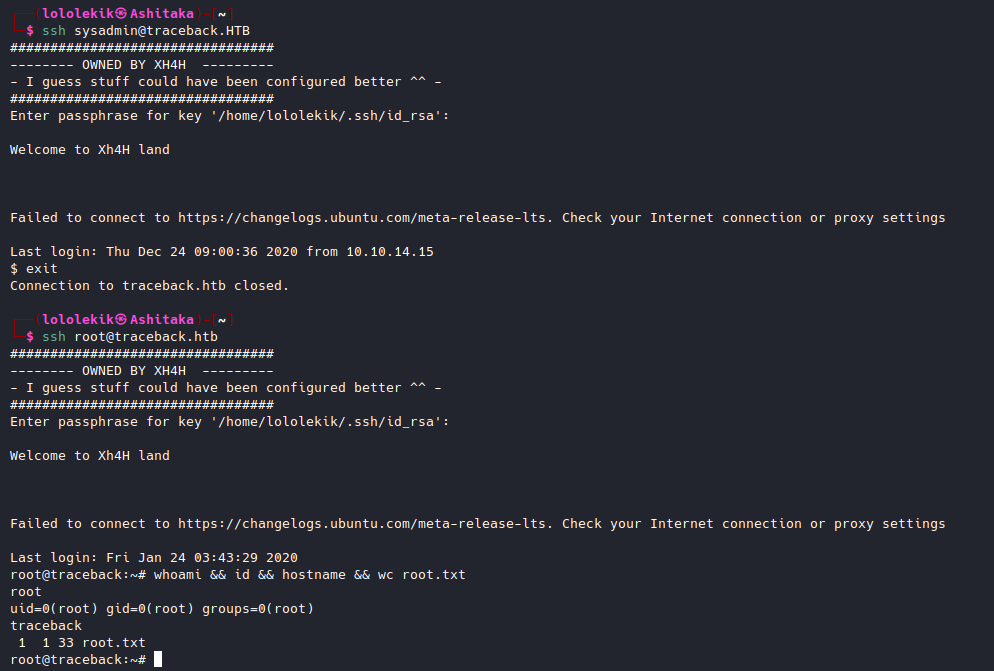 ┌──(lololekik㉿Ashitaka)-[~]
└─$ ssh sysadmin@traceback.HTB
#################################
-------- OWNED BY XH4H  ---------
- I guess stuff could have been configured better ^^ -
#################################
Enter passphrase for key '/home/lololekik/.ssh/id_rsa':
Welcome to Xh4H land
Failed to connect to https://changelogs.ubuntu.com/meta-release-lts. Check your Internet connection or proxy settings
Last login: Thu Dec 24 09:00:36 2020 from 10.10.14.15
$ exit
Connection to traceback.htb closed.
┌──(lololekik㉿Ashitaka)-[~]
└─$ ssh root@traceback.htb
#################################
-------- OWNED BY XH4H  ---------
- I guess stuff could have been configured better ^^ -
#################################
Enter passphrase for key '/home/lololekik/.ssh/id_rsa':
Welcome to Xh4H land
Failed to connect to https://changelogs.ubuntu.com/meta-release-lts. Check your Internet connection or proxy settings
Last login: Fri Jan 24 03:43:29 2020
root@traceback:~# whoami && id && hostname && wc root.txt
root
uid=0(root) gid=0(root) groups=0(root)
traceback
 1  1 33 root.txt
root@traceback:~#